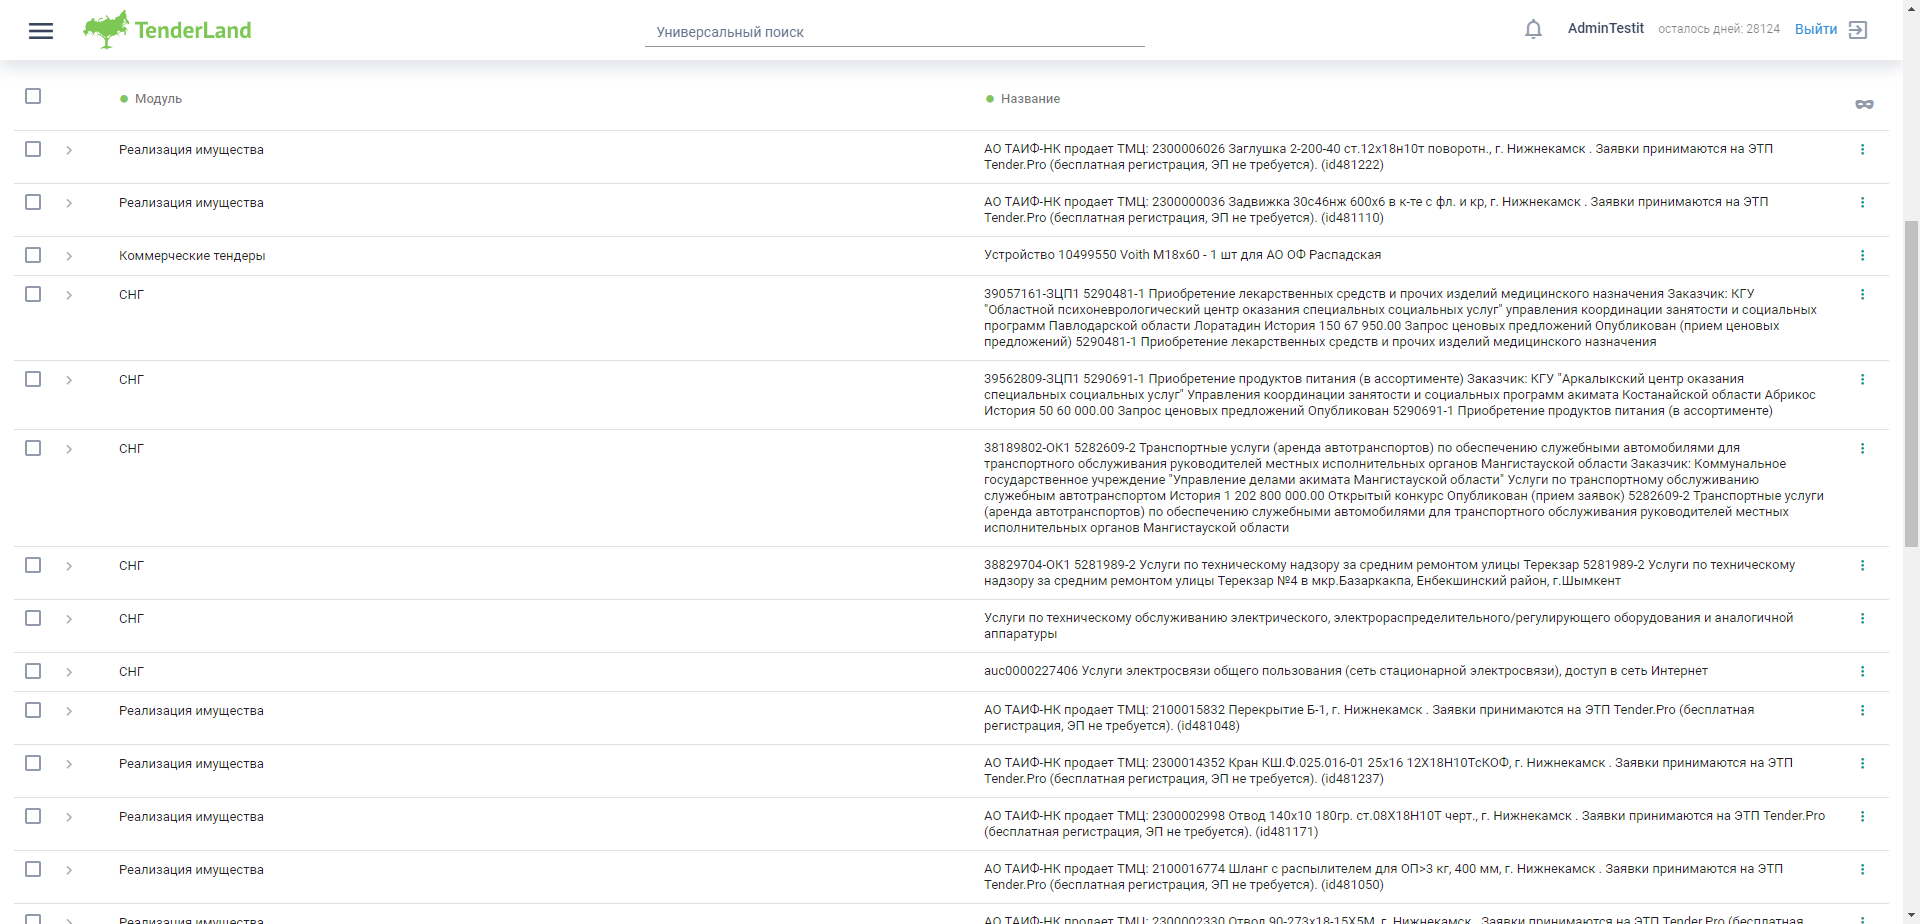 TenderLand
Универсальный поиск
AdminTestit
осталось дней: 28124
Выйти
Модуль
Название
Реализация имущества
АО ТАИФ-НК продает ТМЦ: 2300006026 Заглушка 2-200-40 ст.12х18н10т поворотн., г. Нижнекамск . Заявки принимаются на ЭТП
Tender.Pro (бесплатная регистрация, ЭП не требуется). (id481222)
Реализация имущества
АО ТАИФ-НК продает ТМЦ: 2300000036 Задвижка 30с46нж 600х6 в к-те с фл. и кр, г. Нижнекамск . Заявки принимаются на ЭТП
Tender.Pro (бесплатная регистрация, ЭП не требуется). (id481110)
Коммерческие тендеры
Устройство 10499550 Voith M18x60 - 1 шт для АО ОФ Распадская
СНГ
39057161-ЗЦП1 5290481-1 Приобретение лекарственных средств и прочих изделий медицинского назначения Заказчик: КГУ
"Областной психоневрологический центр оказания специальных социальных услуг" управления координации занятости и социальных
программ Павлодарской области Лоратадин История 150 67 950.00 Запрос ценовых предложений Опубликован (прием ценовых
предложений) 5290481-1 Приобретение лекарственных средств и прочих изделий медицинского назначения
СНГ
39562809-ЗЦП1 5290691-1 Приобретение продуктов питания (в ассортименте) Заказчик: КГУ "Аркалыкский центр оказания
специальных социальных услуг" Управления координации занятости и социальных программ акимата Костанайской области Абрикос
История 50 60 000.00 Запрос ценовых предложений Опубликован 5290691-1 Приобретение продуктов питания (в ассортименте)
СНГ
38189802-ОК1 5282609-2 Транспортные услуги (аренда автотранспортов) по обеспечению служебными автомобилями для
транспортного обслуживания руководителей местных исполнительных органов Мангистауской области Заказчик: Коммунальное
государственное учреждение "Управление делами акимата Мангистауской области" Услуги по транспортному обслуживанию
служебным автотранспортом История 1 202 800 000.00 Открытый конкурс Опубликован (прием заявок) 5282609-2 Транспортные услуги
(аренда автотранспортов) по обеспечению служебными автомобилями для транспортного обслуживания руководителей местных
исполнительных органов Мангистауской области
СНГ
38829704-ОК1 5281989-2 Услуги по техническому надзору за средним ремонтом улицы Терекзар 5281989-2 Услуги по техническому
надзору за средним ремонтом улицы Терекзар №4 в мкр.Базаркакпа, Енбекшинский район, г.Шымкент
СНГ
Услуги по техническому обслуживанию электрического, электрораспределительного/регулирующего оборудования и аналогичной
аппаратуры
СНГ
auc0000227406 Услуги электросвязи общего пользования (сеть стационарной электросвязи), доступ в сеть Интернет
Реализация имущества
АО ТАИФ-НК продает ТМЦ: 2100015832 Перекрытие Б-1, г. Нижнекамск . Заявки принимаются на ЭТП Tender.Pro (бесплатная
регистрация, ЭП не требуется). (id481048)
Реализация имущества
АО ТАИФ-НК продает ТМЦ: 2300014352 Кран КШ.Ф.025.016-01 25х16 12Х18Н10ТсКОФ, г. Нижнекамск . Заявки принимаются на ЭТП
Tender.Pro (бесплатная регистрация, ЭП не требуется). (id481237)
Реализация имущества
АО ТАИФ-НК продает ТМЦ: 2300002998 Отвод 140х10 180гр. ст.08Х18Н10Т черт., г. Нижнекамск . Заявки принимаются на ЭТП Tender.Pro
(бесплатная регистрация, ЭП не требуется). (id481171)
Реализация имущества
АО ТАИФ-НК продает ТМЦ: 2100016774 Шланг с распылителем для ОП>3 кг, 400 мм, г. Нижнекамск . Заявки принимаются на ЭТП
Tender.Pro (бесплатная регистрация, ЭП не требуется). (id481050)
Реализация имущества
АО ТАИФ-НК продает ТМЦ: 2300002330 Отвод 90-273х18-15Х5М, г. Нижнекамск . Заявки принимаются на ЭТП Tender.Pro (бесплатная